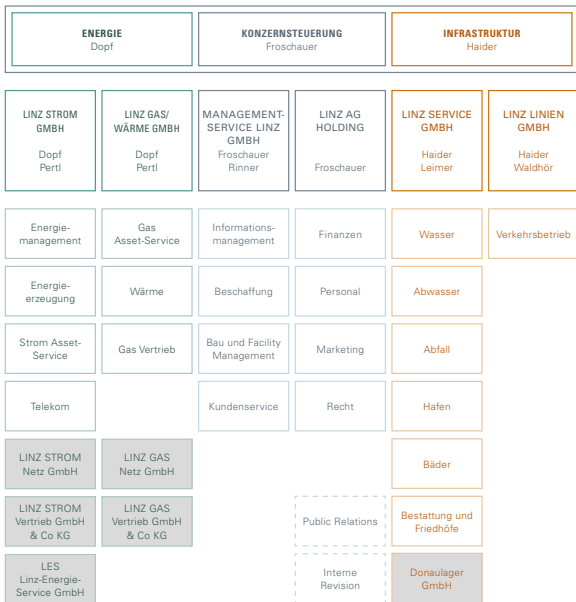 ENERGIE
Dopf
KONZERNSTEUERUNG
Froschauer
INFRASTRUKTUR
Haider
LINZ STROM
GMBH
Dopf
Pertl
LINZ GAS/
WÄRME GMBH
Dopf
Pertl
MANAGEMENT-
SERVICE LINZ
GMBH
Froschauer
Rinner
LINZ AG
HOLDING
Froschauer
LINZ SERVICE
GMBH
Haider
Leimer
LINZ LINIEN
GMBH
Haider
Waldhör
Energie-
management
Gas
Asset-Service
Informations-
management
Finanzen
Wasser
Verkehrsbetrieb
Energie-
erzeugung
Wärme
Beschaffung
Personal
Abwasser
Strom Asset-
Service
Gas Vertrieb
Bau und Facility
Management
Marketing
Abfall
Telekom
Kundenservice
Recht
Hafen
LINZ STROM
Netz GmbH
LINZ GAS
Netz GmbH
Bäder
LINZ STROM
Vertrieb GmbH
& Co KG
LINZ GAS
Vertrieb GmbH
& Co KG
Public Relations
Bestattung und
Friedhöfe
LES
Linz-Energie-
Service GmbH
Interne
Revision
Donaulager
GmbH